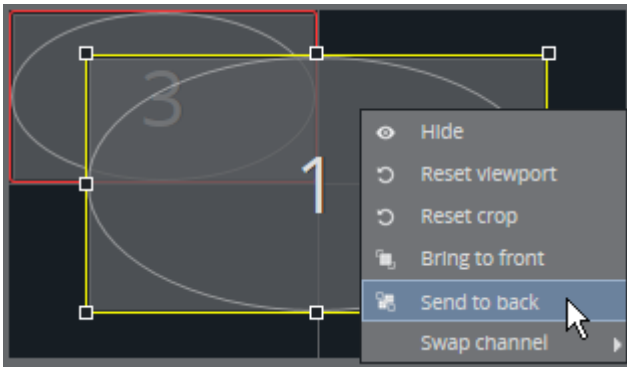 3
1
Hide
Reset viewport
Reset crop
Bring to front
Send to back
Swap channel